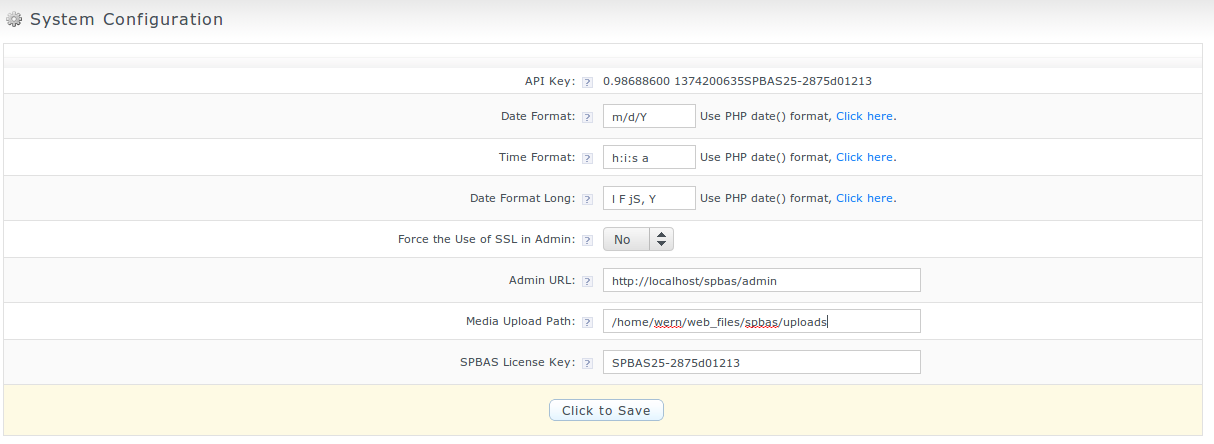 System Configuration
API Key: ? 0.98688600 1374200635SPBAS25-2875d01213
Date Format: ? m/d/Y Use PHP date() format, Click here.
Time Format: ? h:i:s a Use PHP date() format, Click here.
Date Format Long: ? l F jS, Y Use PHP date() format, Click here.
Force the Use of SSL in Admin: ? No
Admin URL: ? http://localhost/spbas/admin
Media Upload Path: ? /home/wern/web_files/spbas/uploads
SPBAS License Key: ? SPBAS25-2875d01213
Click to Save